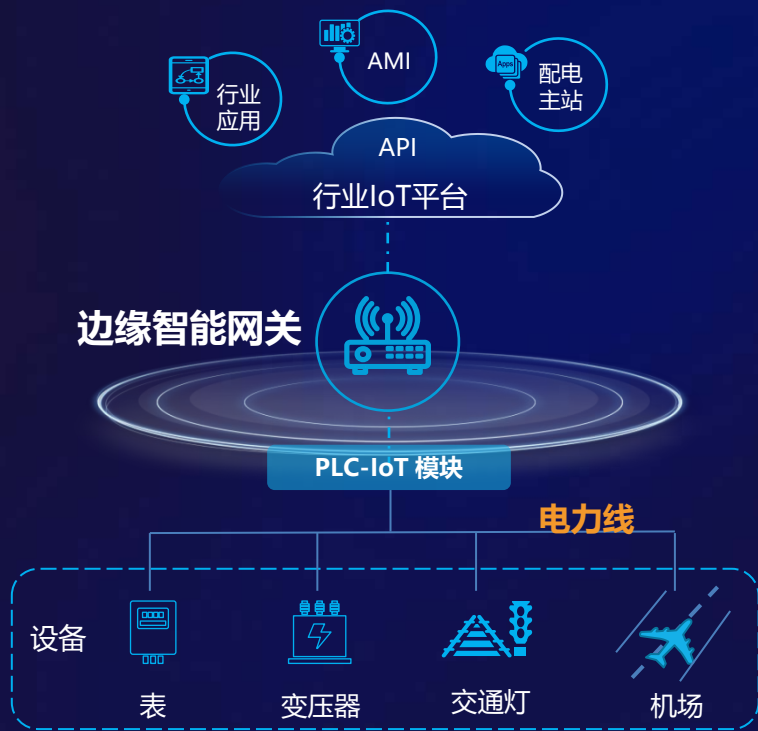 AMI
行业
应用
Apps
配电
主站
API
行业IoT平台
边缘智能网关
PLC-IoT 模块
电力线
设备
表
变压器
交通灯
机场